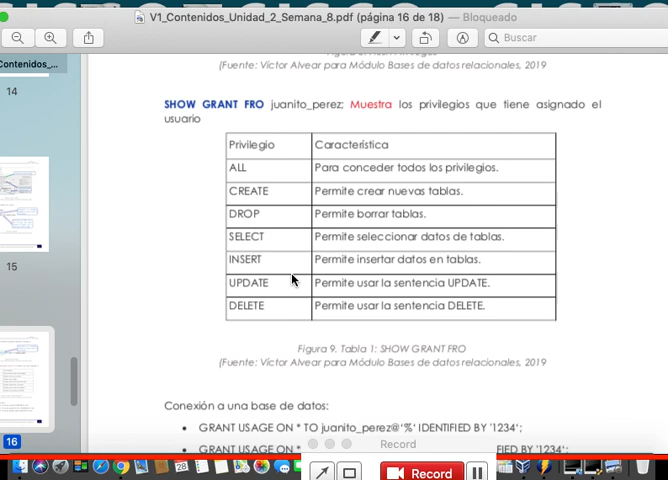 V1_Contenidos_Unidad_2_Semana_8.pdf (página 16 de 18) — Bloqueado
Buscar
Contenidos_...
(Fuente: Víctor Alvear para Módulo Bases de datos relacionales, 2019
14
SHOW GRANT FRO juanito_perez; Muestra los privilegios que tiene asignado el
usuario
Privilegio Característica
ALL Para conceder todos los privilegios.
CREATE Permite crear nuevas tablas.
DROP Permite borrar tablas.
SELECT Permite seleccionar datos de tablas.
INSERT Permite insertar datos en tablas.
UPDATE Permite usar la sentencia UPDATE.
DELETE Permite usar la sentencia DELETE.
15
Figura 9. Tabla 1: SHOW GRANT FRO
(Fuente: Víctor Alvear para Módulo Bases de datos relacionales, 2019
Conexión a una base de datos:
• GRANT USAGE ON * TO juanito_perez@'%' IDENTIFIED BY '1234';
• GRANT USAGE ON * FIED BY '1234';
16
Record
28
Record